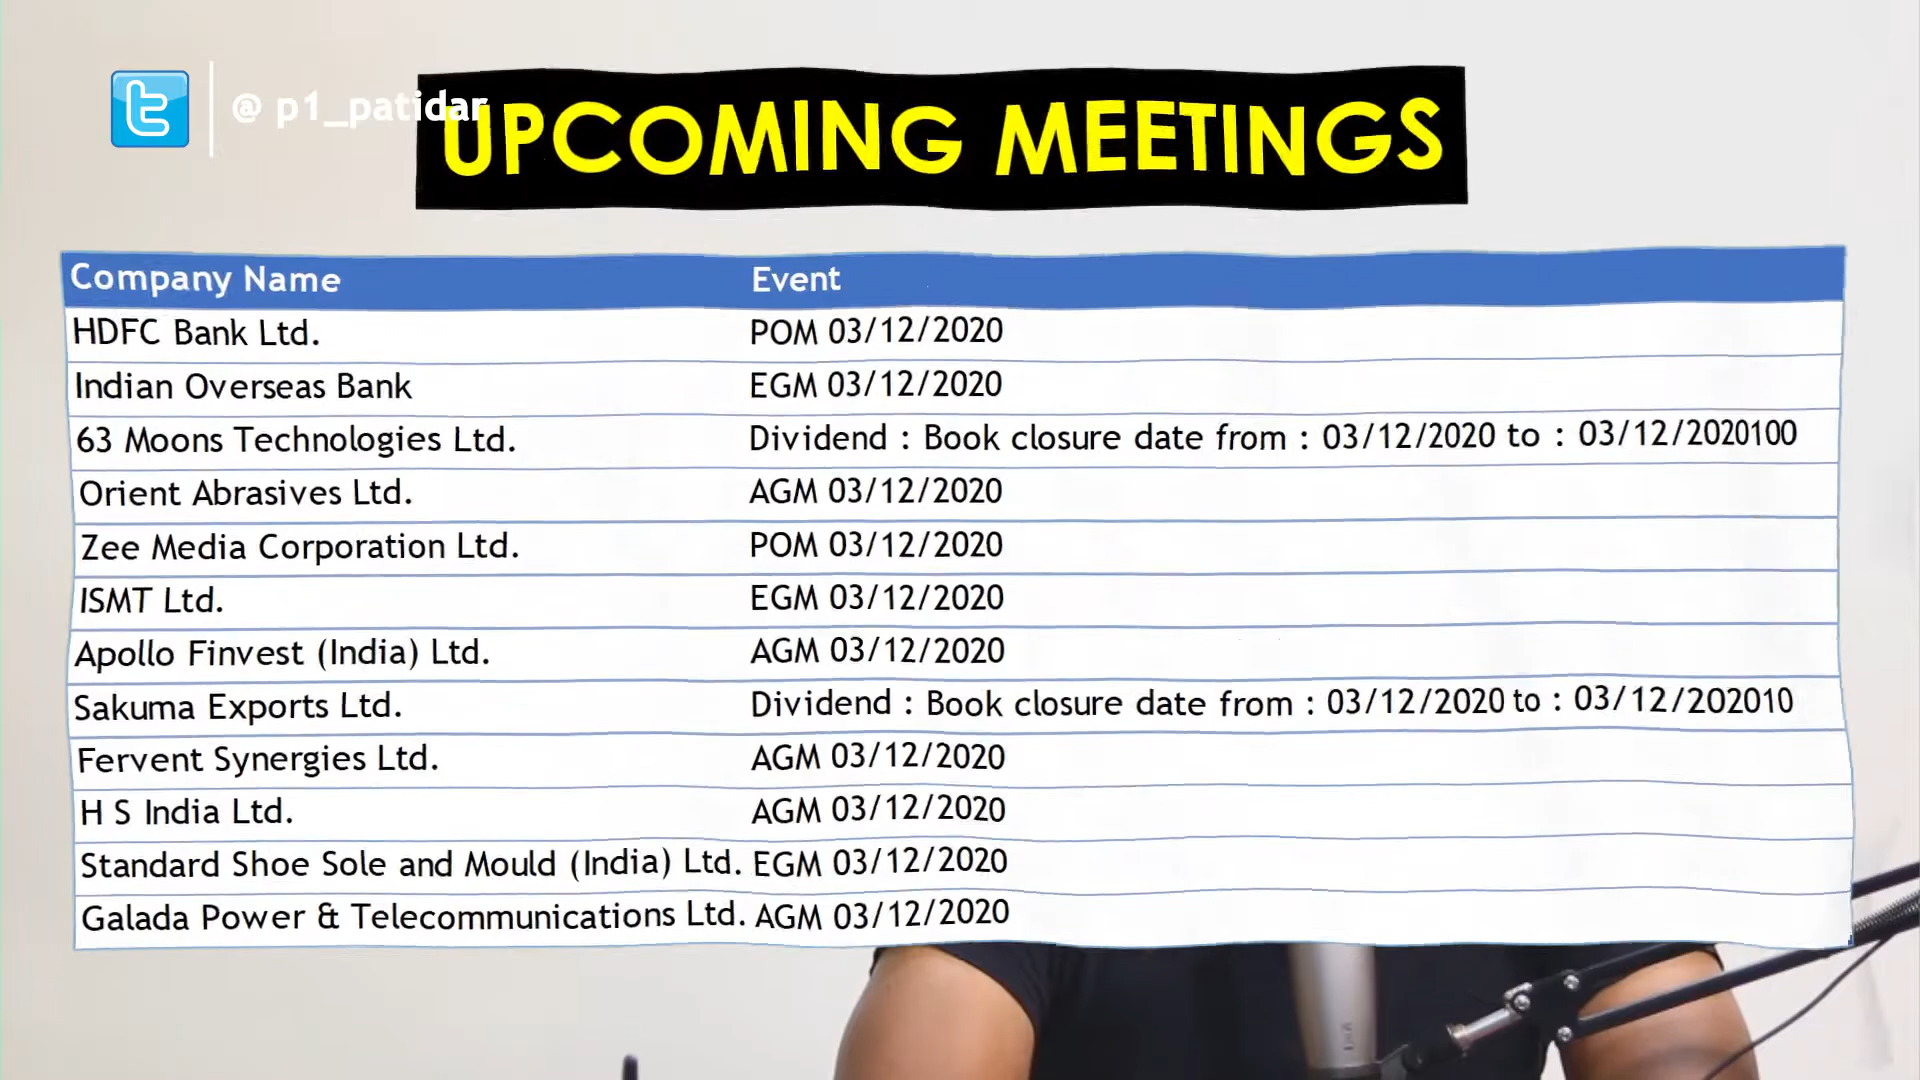 @ p1_patidar
UPCOMING MEETINGS
Company Name Event
HDFC Bank Ltd. POM 03/12/2020
Indian Overseas Bank EGM 03/12/2020
63 Moons Technologies Ltd. Dividend : Book closure date from : 03/12/2020 to : 03/12/2020100
Orient Abrasives Ltd. AGM 03/12/2020
Zee Media Corporation Ltd. POM 03/12/2020
ISMT Ltd. EGM 03/12/2020
Apollo Finvest (India) Ltd. AGM 03/12/2020
Sakuma Exports Ltd. Dividend : Book closure date from : 03/12/2020 to : 03/12/202010
Fervent Synergies Ltd. AGM 03/12/2020
H S India Ltd. AGM 03/12/2020
Standard Shoe Sole and Mould (India) Ltd. EGM 03/12/2020
Galada Power & Telecommunications Ltd. AGM 03/12/2020